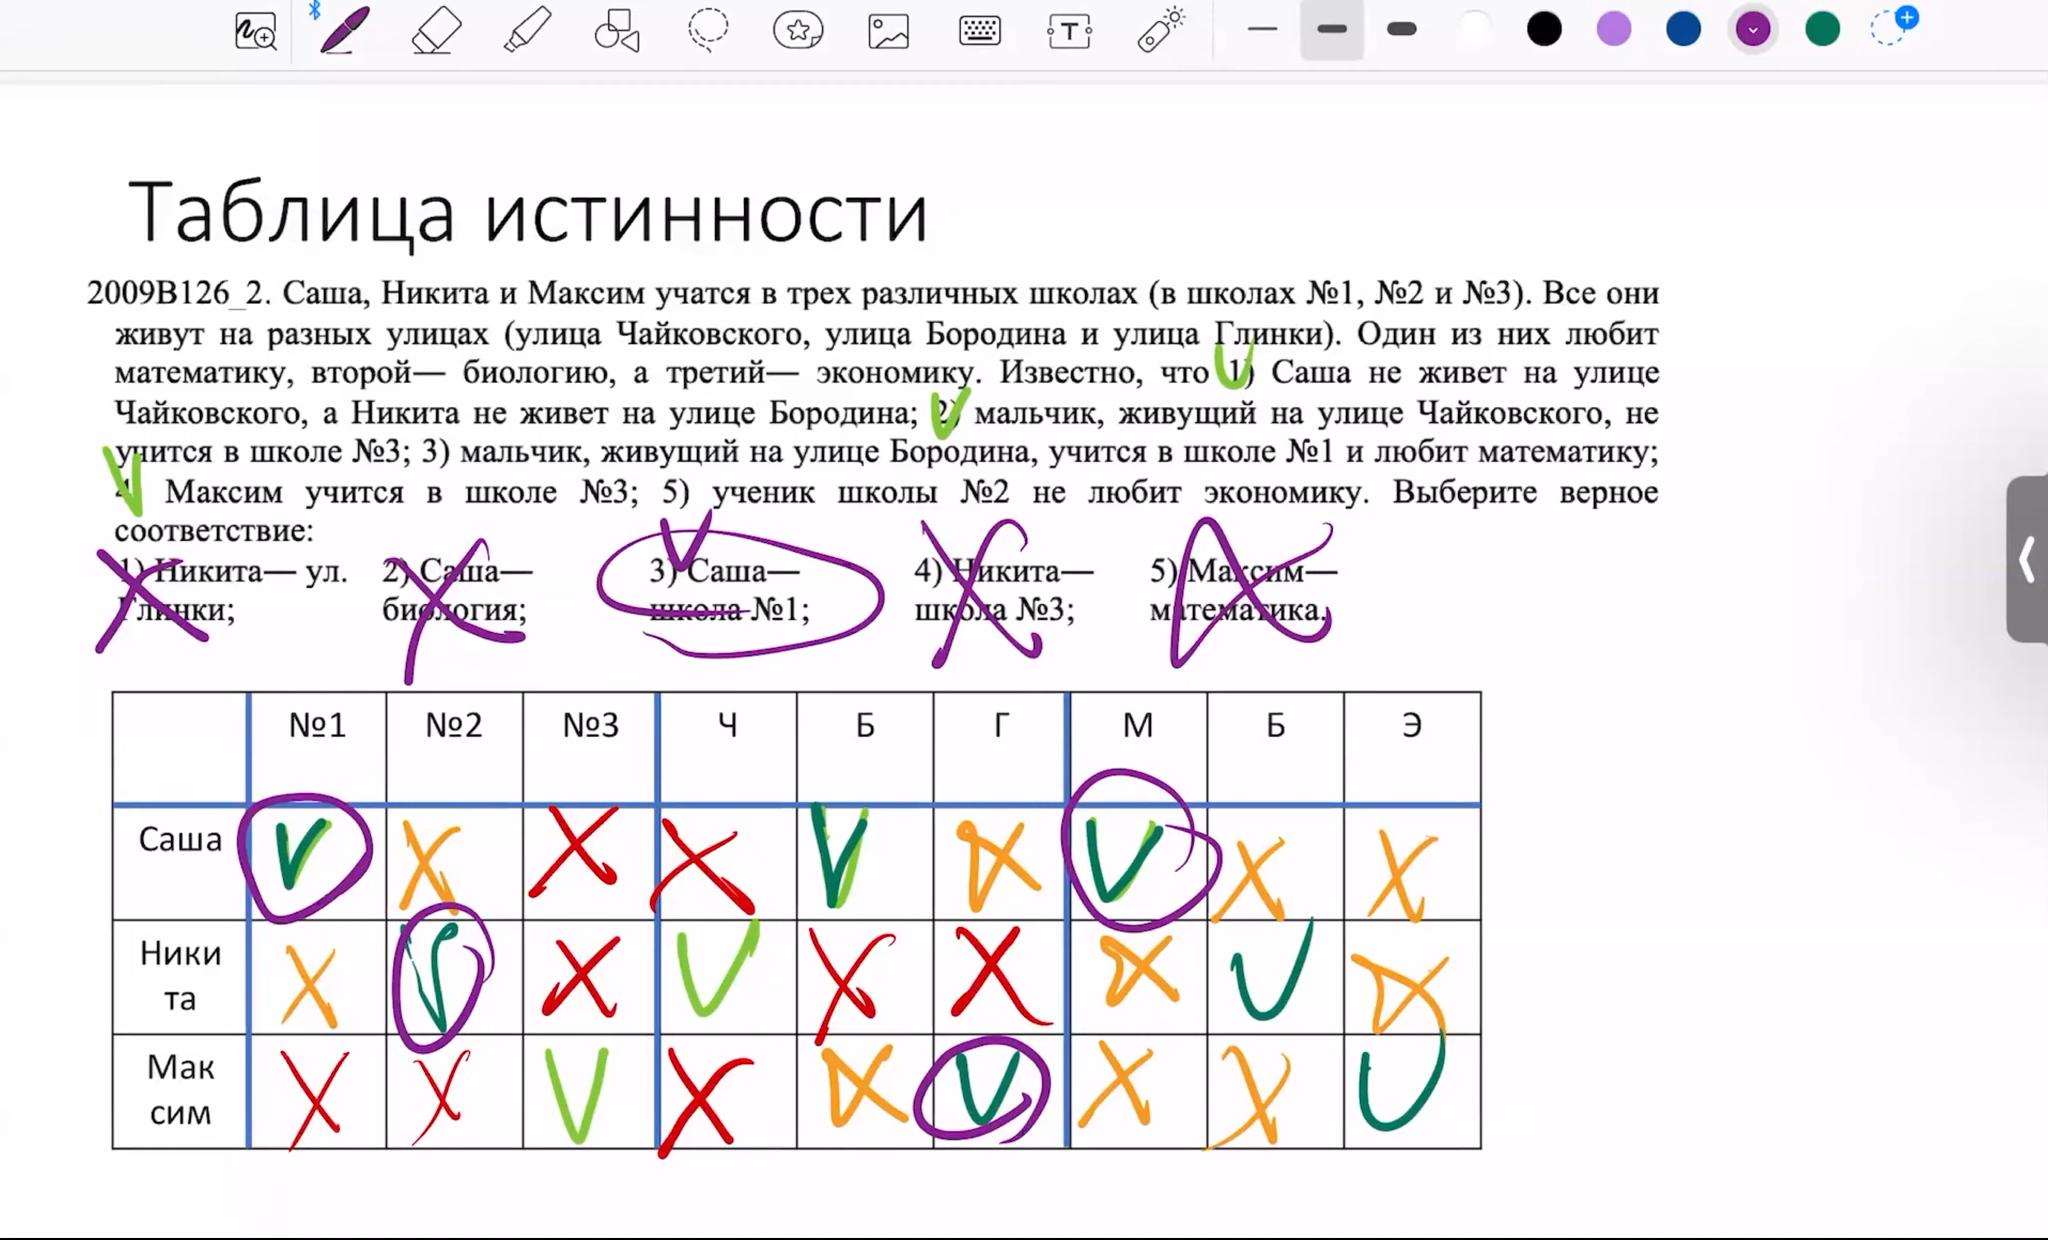 Таблица истинности
2009В126_2. Саша, Никита и Максим учатся в трех различных школах (в школах №1, №2 и №3). Все они
живут на разных улицах (улица Чайковского, улица Бородина и улица Глинки). Один из них любит
математику, второй— биологию, а третий— экономику. Известно, что 1) Саша не живет на улице
Чайковского, а Никита не живет на улице Бородина; 2) мальчик, живущий на улице Чайковского, не
учится в школе №3; 3) мальчик, живущий на улице Бородина, учится в школе №1 и любит математику;
4) Максим учится в школе №3; 5) ученик школы №2 не любит экономику. Выберите верное
соответствие:
1) Никита— ул. 2) Саша— 3) Саша— 4) Никита— 5) Максим—
Глинки; биология; школа №1; школа №3; математика.
№1 №2 №3 Ч Б Г М Б Э
Саша
Ники
та
Мак
сим